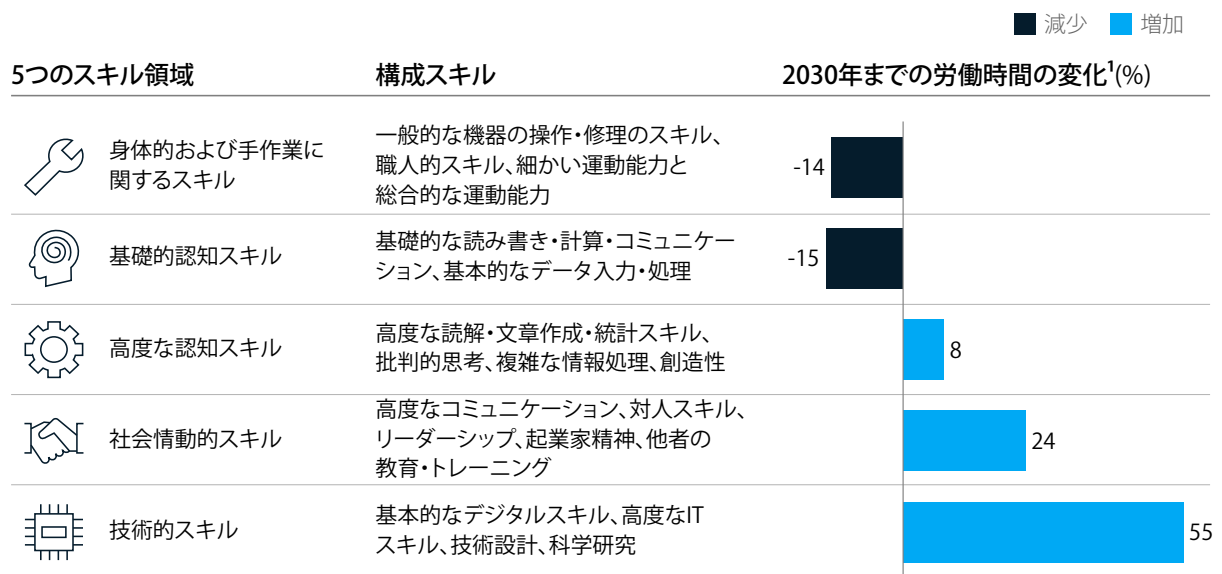 減少 増加
5つのスキル領域 構成スキル 2030年までの労働時間の変化¹(%)
身体的および手作業に
関するスキル
一般的な機器の操作・修理のスキル、
職人的スキル、細かい運動能力と
総合的な運動能力
-14
基礎的認知スキル
基礎的な読み書き・計算・コミュニケー
ション、基本的なデータ入力・処理
-15
高度な認知スキル
高度な読解・文章作成・統計スキル、
批判的思考、複雑な情報処理、創造性
8
社会情動的スキル
高度なコミュニケーション、対人スキル、
リーダーシップ、起業家精神、他者の
教育・トレーニング
24
技術的スキル
基本的なデジタルスキル、高度なIT
スキル、技術設計、科学研究
55